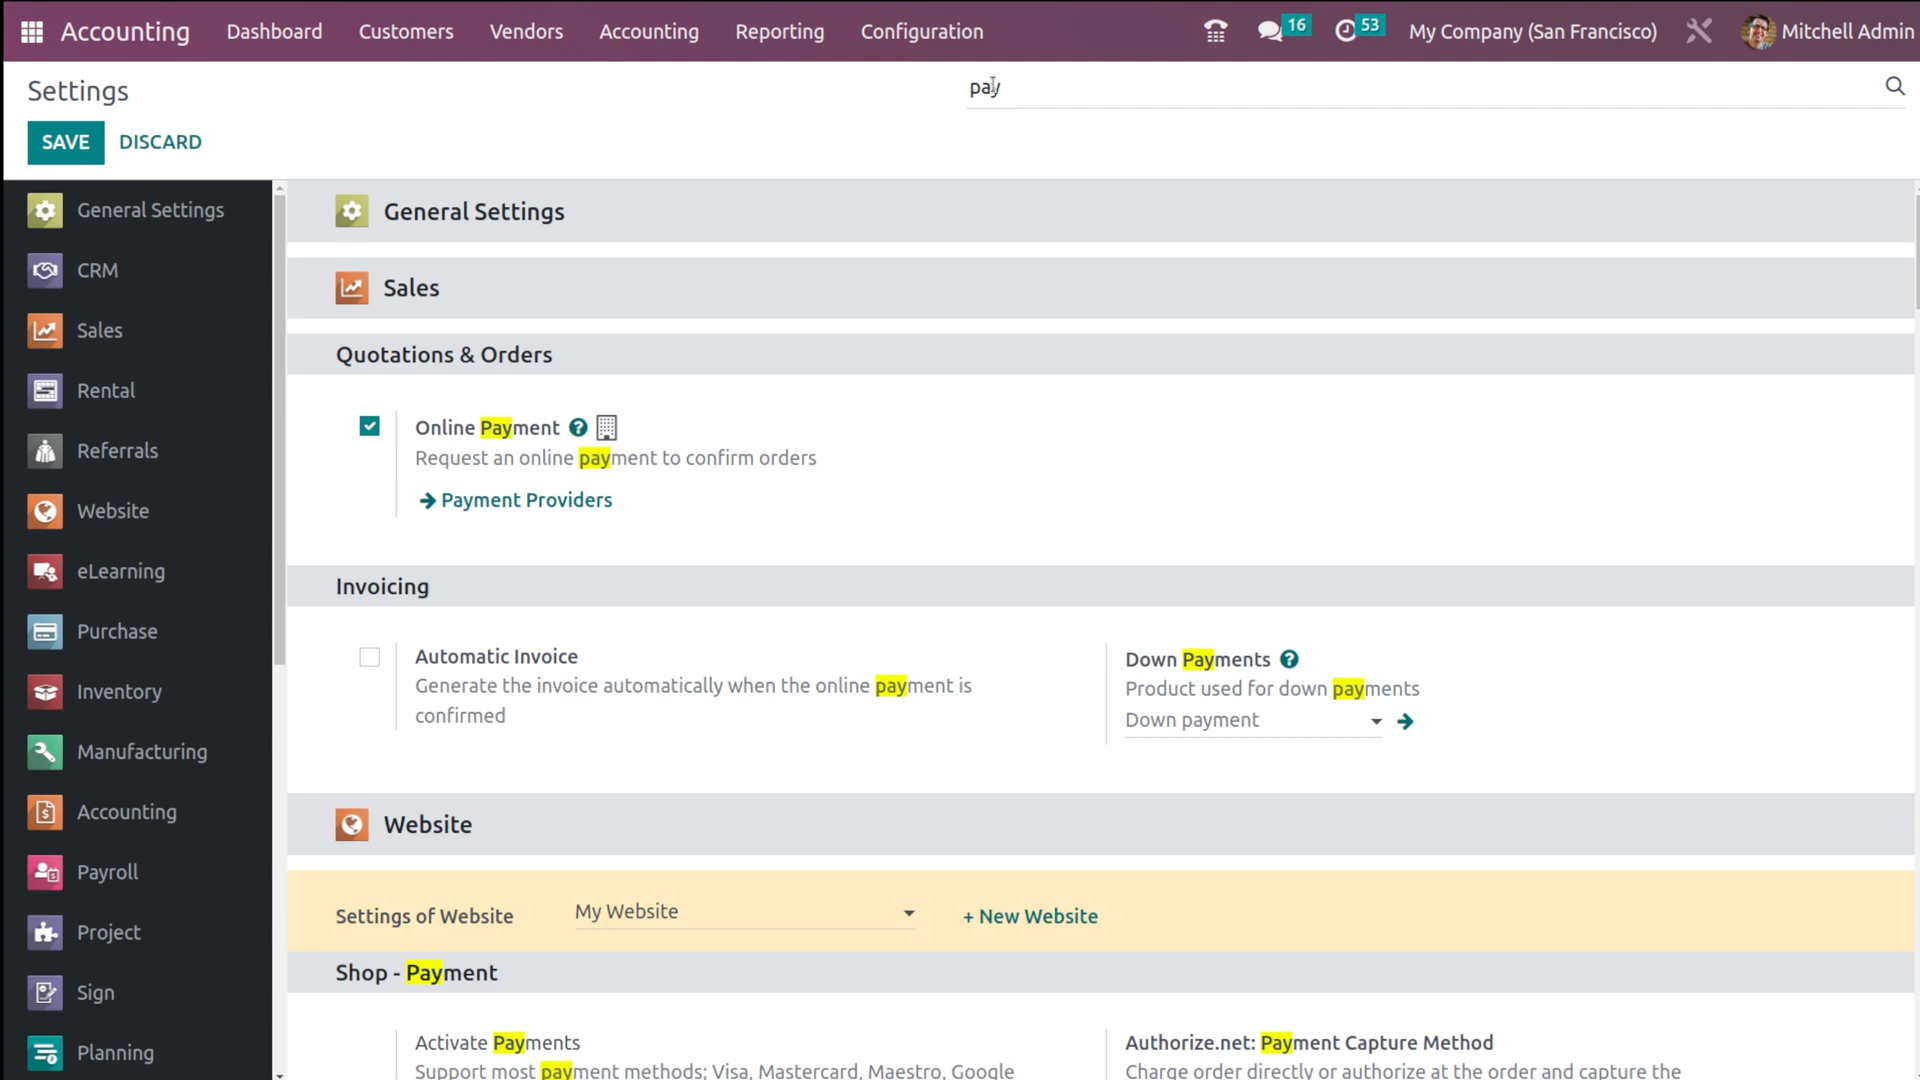 Accounting Dashboard Customers Vendors Accounting Reporting Configuration 16 53 My Company (San Francisco) Mitchell Admin
Settings
pay
SAVE DISCARD
General Settings
CRM
Sales
Rental
Referrals
Website
eLearning
Purchase
Inventory
Manufacturing
Accounting
Payroll
Project
Sign
Planning
General Settings
Sales
Quotations & Orders
Online Payment ?
Request an online payment to confirm orders
Payment Providers
Invoicing
Automatic Invoice
Generate the invoice automatically when the online payment is
confirmed
Down Payments ?
Product used for down payments
Down payment
Website
Settings of Website My Website + New Website
Shop - Payment
Activate Payments
Support most payment methods; Visa, Mastercard, Maestro, Google
Authorize.net: Payment Capture Method
Charge order directly or authorize at the order and capture the